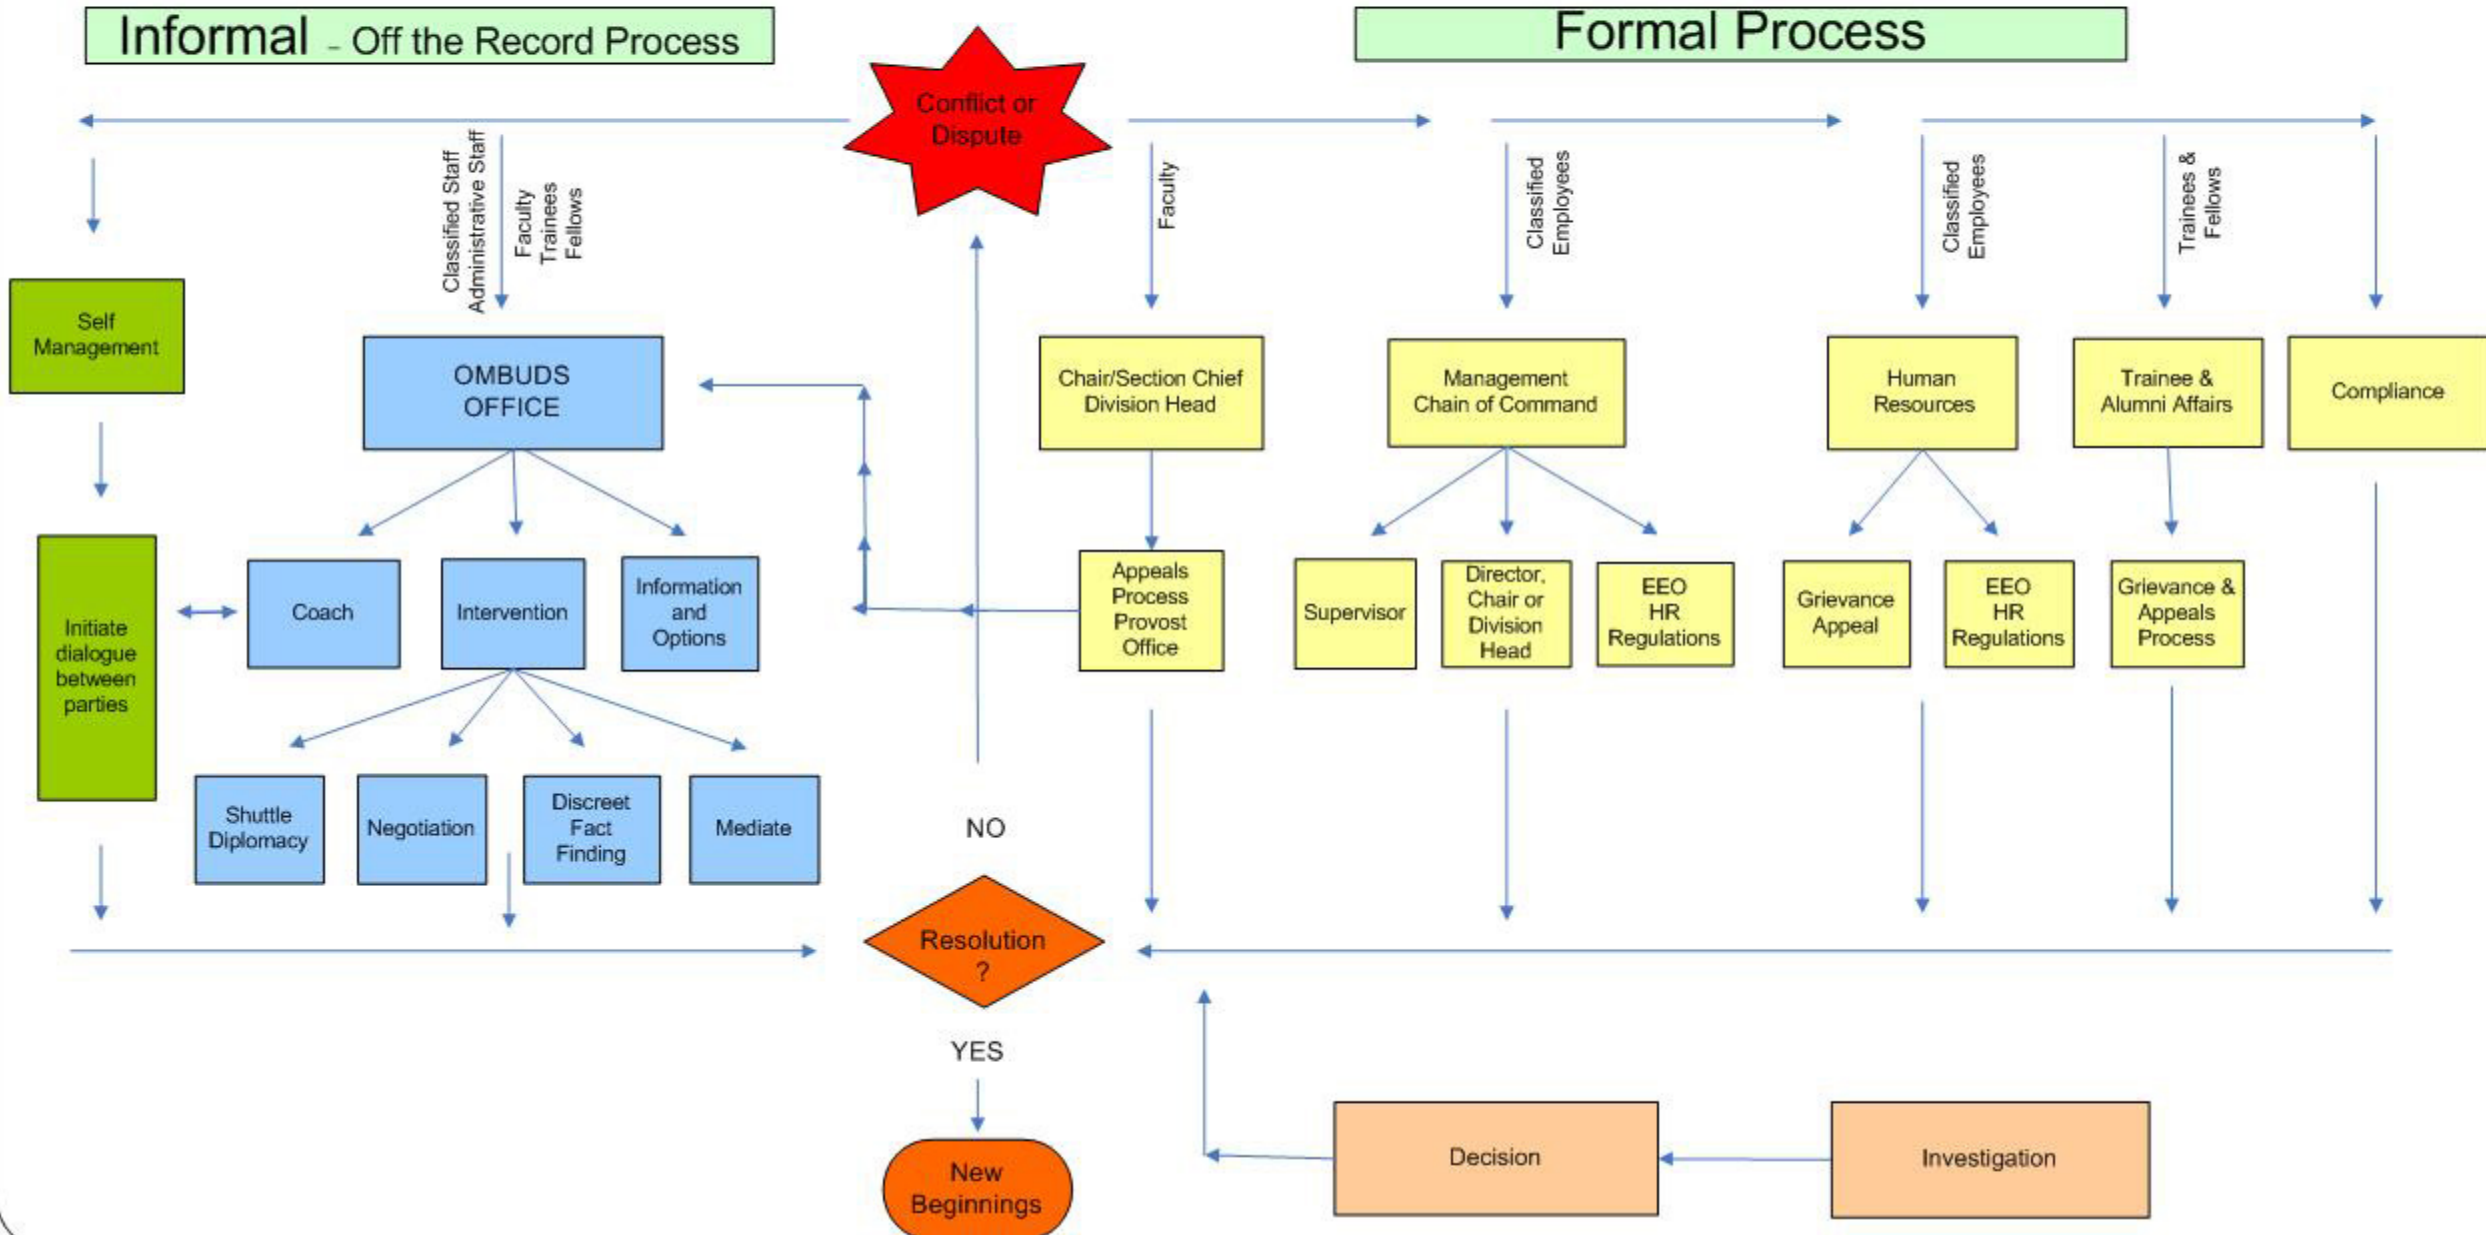 Informal - Off the Record Process
Formal Process
Conflict or
Dispute
Classified Staff
Administrative Staff
Faculty
Trainees
Fellows
Faculty
Classified
Employees
Classified
Employees
Trainees &
Fellows
Self
Management
OMBUDS
OFFICE
Chair/Section Chief
Division Head
Management
Chain of Command
Human
Resources
Trainee &
Alumni Affairs
Compliance
Initiate
dialogue
between
parties
Coach
Intervention
Information
and
Options
Appeals
Process
Provost
Office
Supervisor
Director,
Chair or
Division
Head
EEO
HR
Regulations
Grievance
Appeal
EEO
HR
Regulations
Grievance &
Appeals
Process
Shuttle
Diplomacy
Negotiation
Discreet
Fact
Finding
Mediate
NO
Resolution
?
YES
New
Beginnings
Decision
Investigation